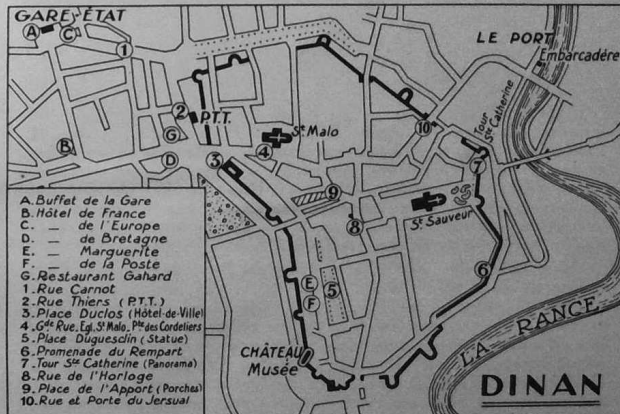 GARE-ÉTAT
A
C
1
LE PORT
Embarcadère
2
P.T.T.
G
B
D
3
4
St Malo
10
Tour Ste Catherine
7
9
8
St Sauveur
6
E
F
5
CHÂTEAU
Musée
LA RANCE
DINAN
A. Buffet de la Gare
B. Hôtel de France
C. _ de l'Europe
D. _ de Bretagne
E. _ Marguerite
F. _ de la Poste
G. Restaurant Gahard
1. Rue Carnot
2. Rue Thiers (P.T.T.)
3. Place Duclos (Hôtel-de-Ville)
4. Gde Rue, Egl. St Malo, Pte des Cordeliers
5. Place Duguesclin (Statue)
6. Promenade du Rempart
7. Tour Ste Catherine (Panorama)
8. Rue de l'Horloge
9. Place de l'Apport (Porches)
10. Rue et Porte du Jersual